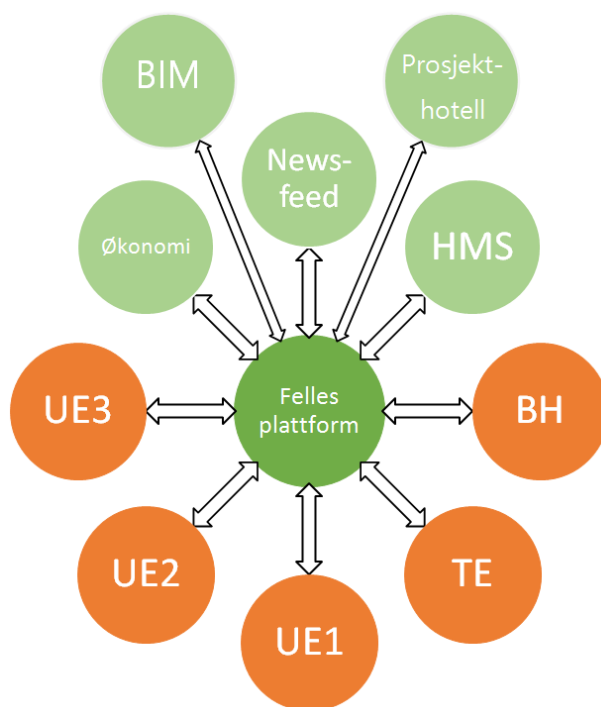 BIM
Prosjekt-
hotell
News-
feed
Økonomi
HMS
Felles
plattform
UE3
BH
UE2
TE
UE1